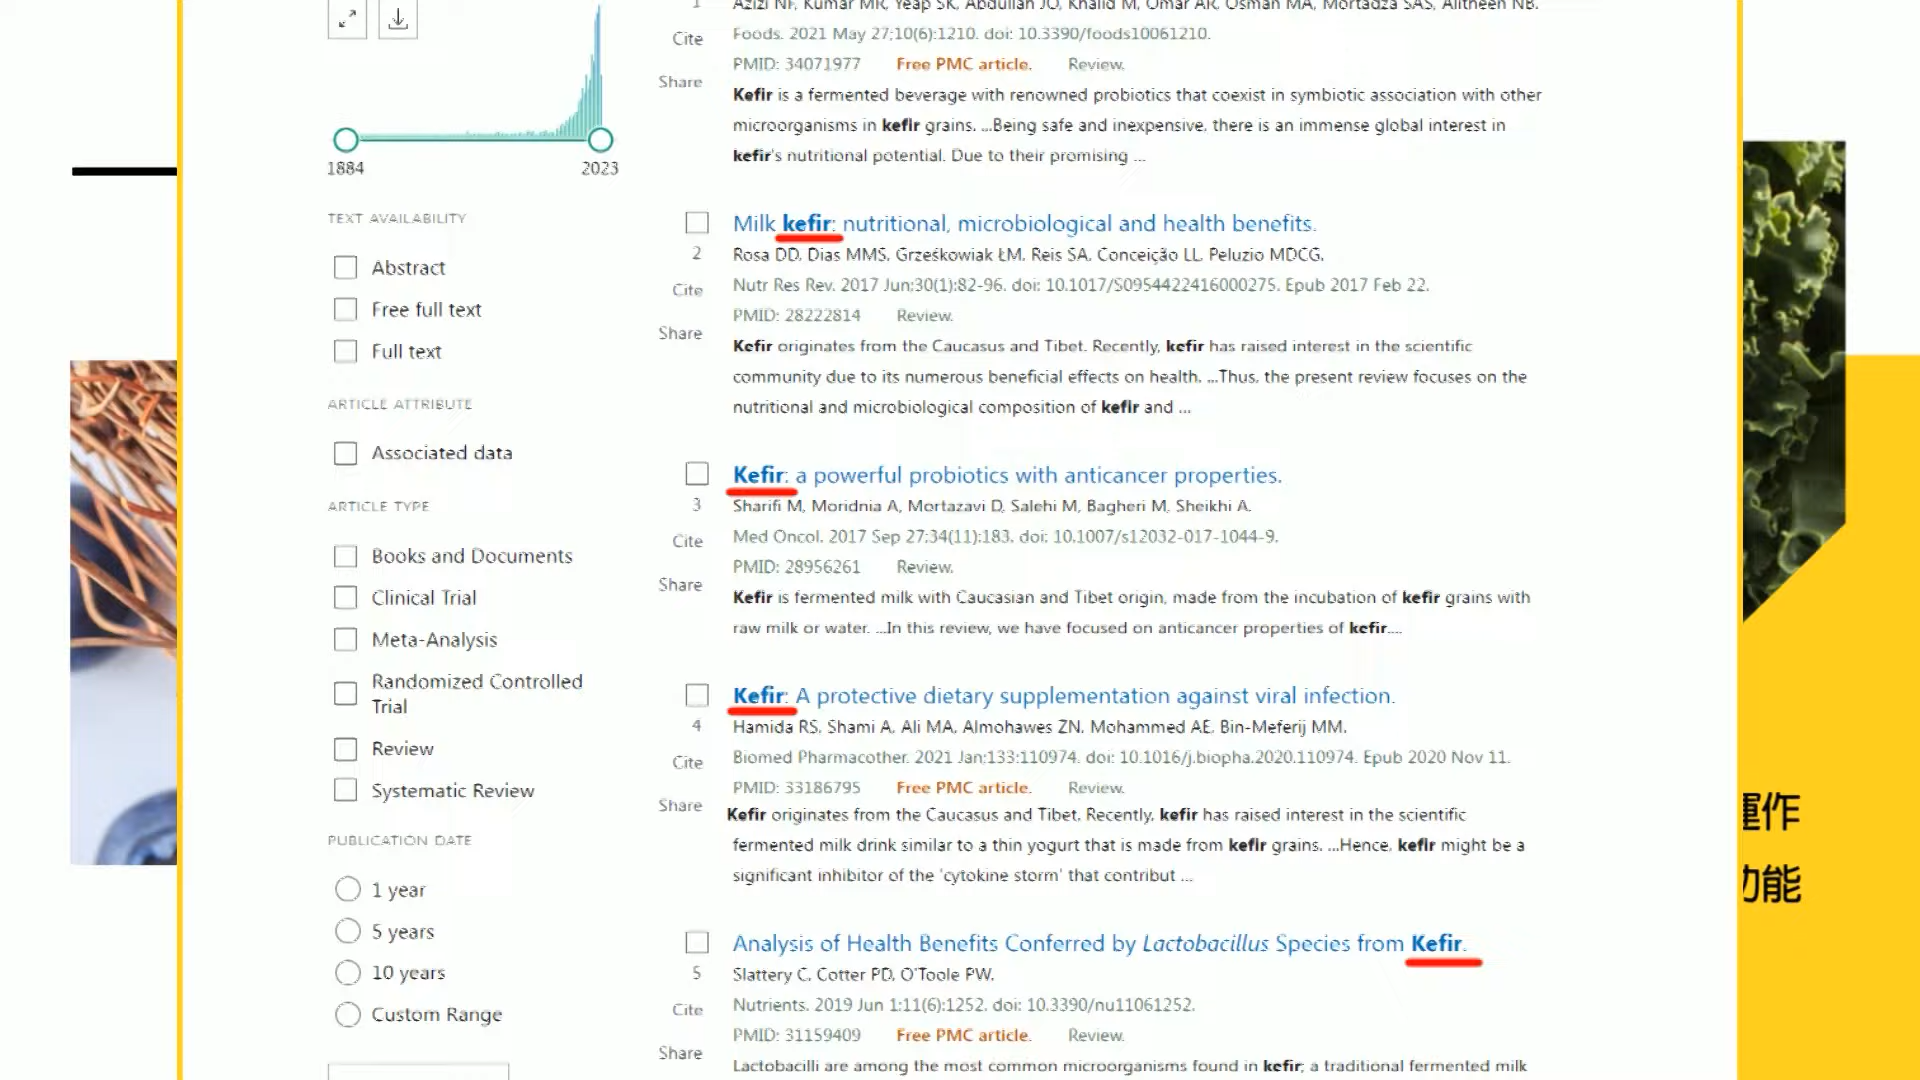 1884
2023
TEXT AVAILABILITY
Abstract
Free full text
Full text
ARTICLE ATTRIBUTE
Associated data
ARTICLE TYPE
Books and Documents
Clinical Trial
Meta-Analysis
Randomized Controlled
Trial
Review
Systematic Review
PUBLICATION DATE
1 year
5 years
10 years
Custom Range
1
Azizi NF, Kumar MR, Yeap SK, Abdullah JO, Khalid M, Omar AR, Osman MA, Mortadza SAS, Alitheen NB.
Cite
Foods. 2021 May 27;10(6):1210. doi: 10.3390/foods10061210.
PMID: 34071977 Free PMC article. Review.
Share
Kefir is a fermented beverage with renowned probiotics that coexist in symbiotic association with other
microorganisms in kefir grains. ...Being safe and inexpensive, there is an immense global interest in
kefir's nutritional potential. Due to their promising ...
Milk kefir: nutritional, microbiological and health benefits.
2
Rosa DD, Dias MMS, Grześkowiak ŁM, Reis SA, Conceição LL, Peluzio MDCG.
Cite
Nutr Res Rev. 2017 Jun;30(1):82-96. doi: 10.1017/S0954422416000275. Epub 2017 Feb 22.
PMID: 28222814 Review.
Share
Kefir originates from the Caucasus and Tibet. Recently, kefir has raised interest in the scientific
community due to its numerous beneficial effects on health. ...Thus, the present review focuses on the
nutritional and microbiological composition of kefir and ...
Kefir: a powerful probiotics with anticancer properties.
3
Sharifi M, Moridnia A, Mortazavi D, Salehi M, Bagheri M, Sheikhi A.
Cite
Med Oncol. 2017 Sep 27;34(11):183. doi: 10.1007/s12032-017-1044-9.
PMID: 28956261 Review.
Share
Kefir is fermented milk with Caucasian and Tibet origin, made from the incubation of kefir grains with
raw milk or water. ...In this review, we have focused on anticancer properties of kefir....
Kefir: A protective dietary supplementation against viral infection.
4
Hamida RS, Shami A, Ali MA, Almohawes ZN, Mohammed AE, Bin-Meferij MM.
Cite
Biomed Pharmacother. 2021 Jan;133:110974. doi: 10.1016/j.biopha.2020.110974. Epub 2020 Nov 11.
PMID: 33186795 Free PMC article. Review.
Share
Kefir originates from the Caucasus and Tibet. Recently, kefir has raised interest in the scientific
fermented milk drink similar to a thin yogurt that is made from kefir grains. ...Hence, kefir might be a
significant inhibitor of the 'cytokine storm' that contribut ...
Analysis of Health Benefits Conferred by Lactobacillus Species from Kefir.
5
Slattery C, Cotter PD, O'Toole PW.
Cite
Nutrients. 2019 Jun 1;11(6):1252. doi: 10.3390/nu11061252.
PMID: 31159409 Free PMC article. Review.
Share
Lactobacilli are among the most common microorganisms found in kefir; a traditional fermented milk
運作
功能